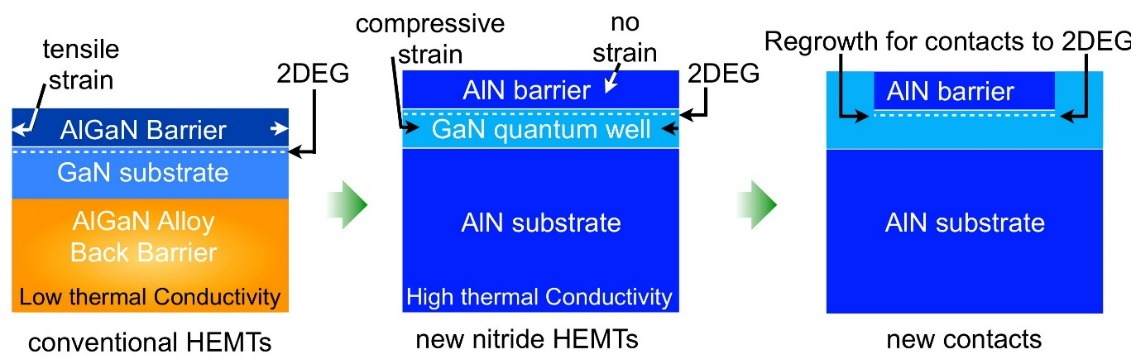 tensile
strain
2DEG
AlGaN Barrier
GaN substrate
AlGaN Alloy
Back Barrier
Low thermal Conductivity
conventional HEMTs
compressive
strain
no
strain
2DEG
AlN barrier
GaN quantum well
AlN substrate
High thermal Conductivity
new nitride HEMTs
Regrowth for contacts to 2DEG
AlN barrier
AlN substrate
new contacts